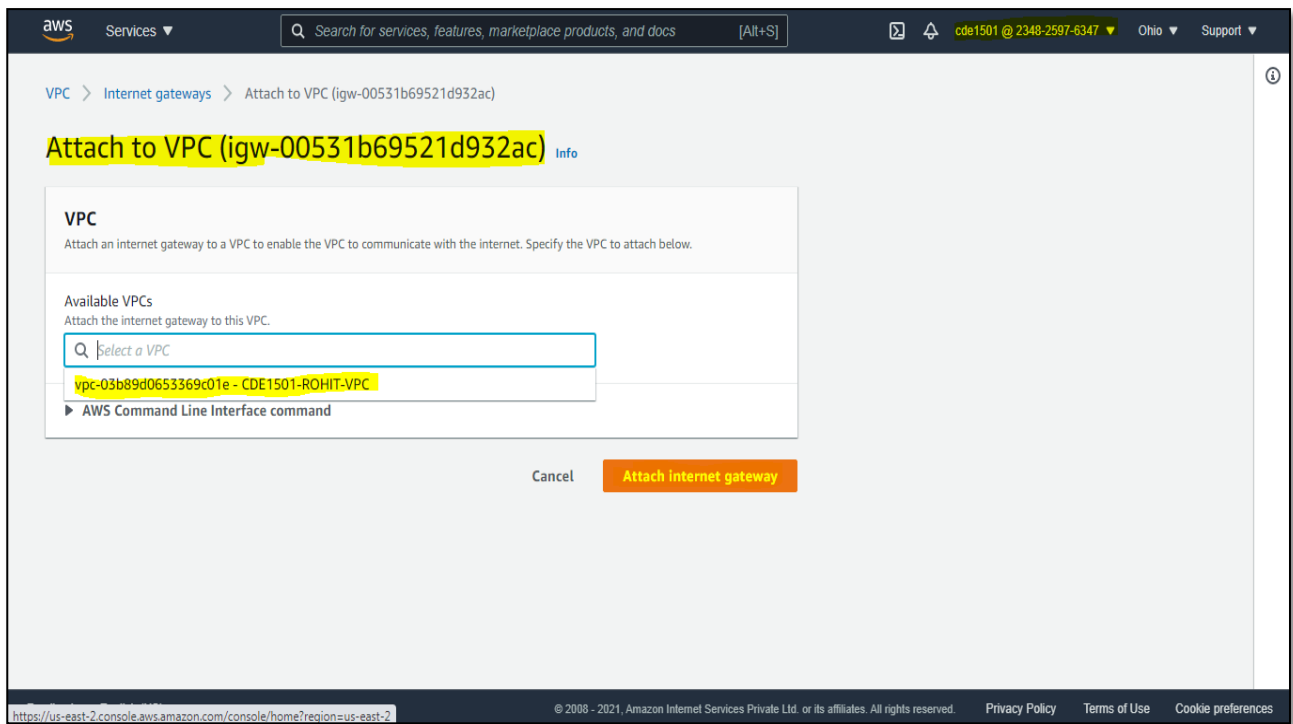 aws Services ▼ Search for services, features, marketplace products, and docs [Alt+S] cde1501 @ 2348-2597-6347 ▼ Ohio ▼ Support ▼
VPC > Internet gateways > Attach to VPC (igw-00531b69521d932ac)
Attach to VPC (igw-00531b69521d932ac) Info
VPC
Attach an internet gateway to a VPC to enable the VPC to communicate with the internet. Specify the VPC to attach below.
Available VPCs
Attach the internet gateway to this VPC.
Select a VPC
vpc-03b89d0653369c01e - CDE1501-ROHIT-VPC
▶ AWS Command Line Interface command
Cancel Attach internet gateway
https://us-east-2.console.aws.amazon.com/console/home?region=us-east-2 © 2008 - 2021, Amazon Internet Services Private Ltd. or its affiliates. All rights reserved. Privacy Policy Terms of Use Cookie preferences